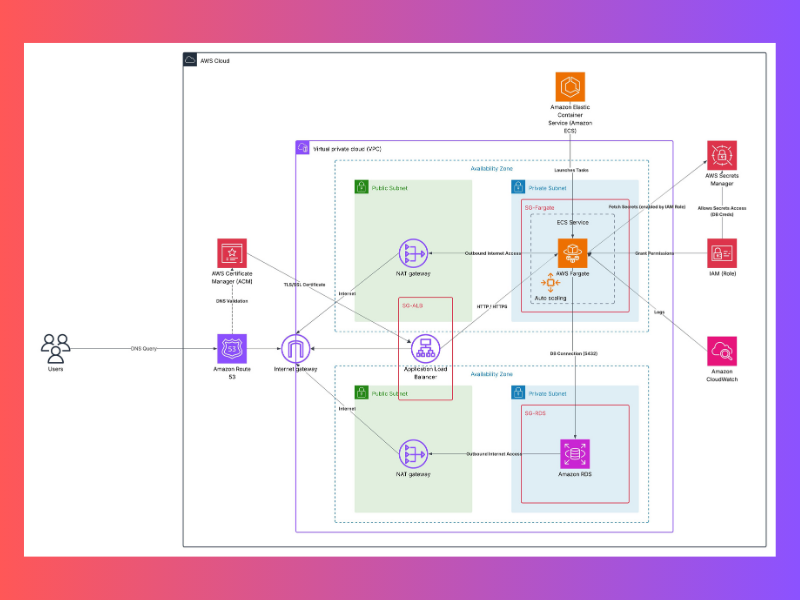 AWS Cloud
Amazon Elastic
Container
Service (Amazon
ECS)
Virtual private cloud (VPC)
Availability Zone
Launches Tasks
Public Subnet
Private Subnet
SG-Fargate
ECS Service
Fetch Secrets (enabled by IAM Role)
AWS Secrets
Manager
Allows Secrets Access
(DB Creds)
Outbound Internet Access
Grant Permissions
NAT gateway
AWS Fargate
IAM (Role)
AWS Certificate
Manager (ACM)
TLS/SSL Certificate
Internet
Auto scaling
DNS Validation
SG-ALB
HTTP / HTTPS
Logs
Users
DNS Query
Amazon Route
53
Internet gateway
Application Load
Balancer
DB Connection (5432)
Amazon
CloudWatch
Availability Zone
Public Subnet
Private Subnet
Internet
SG-RDS
Outbound Internet Access
NAT gateway
Amazon RDS